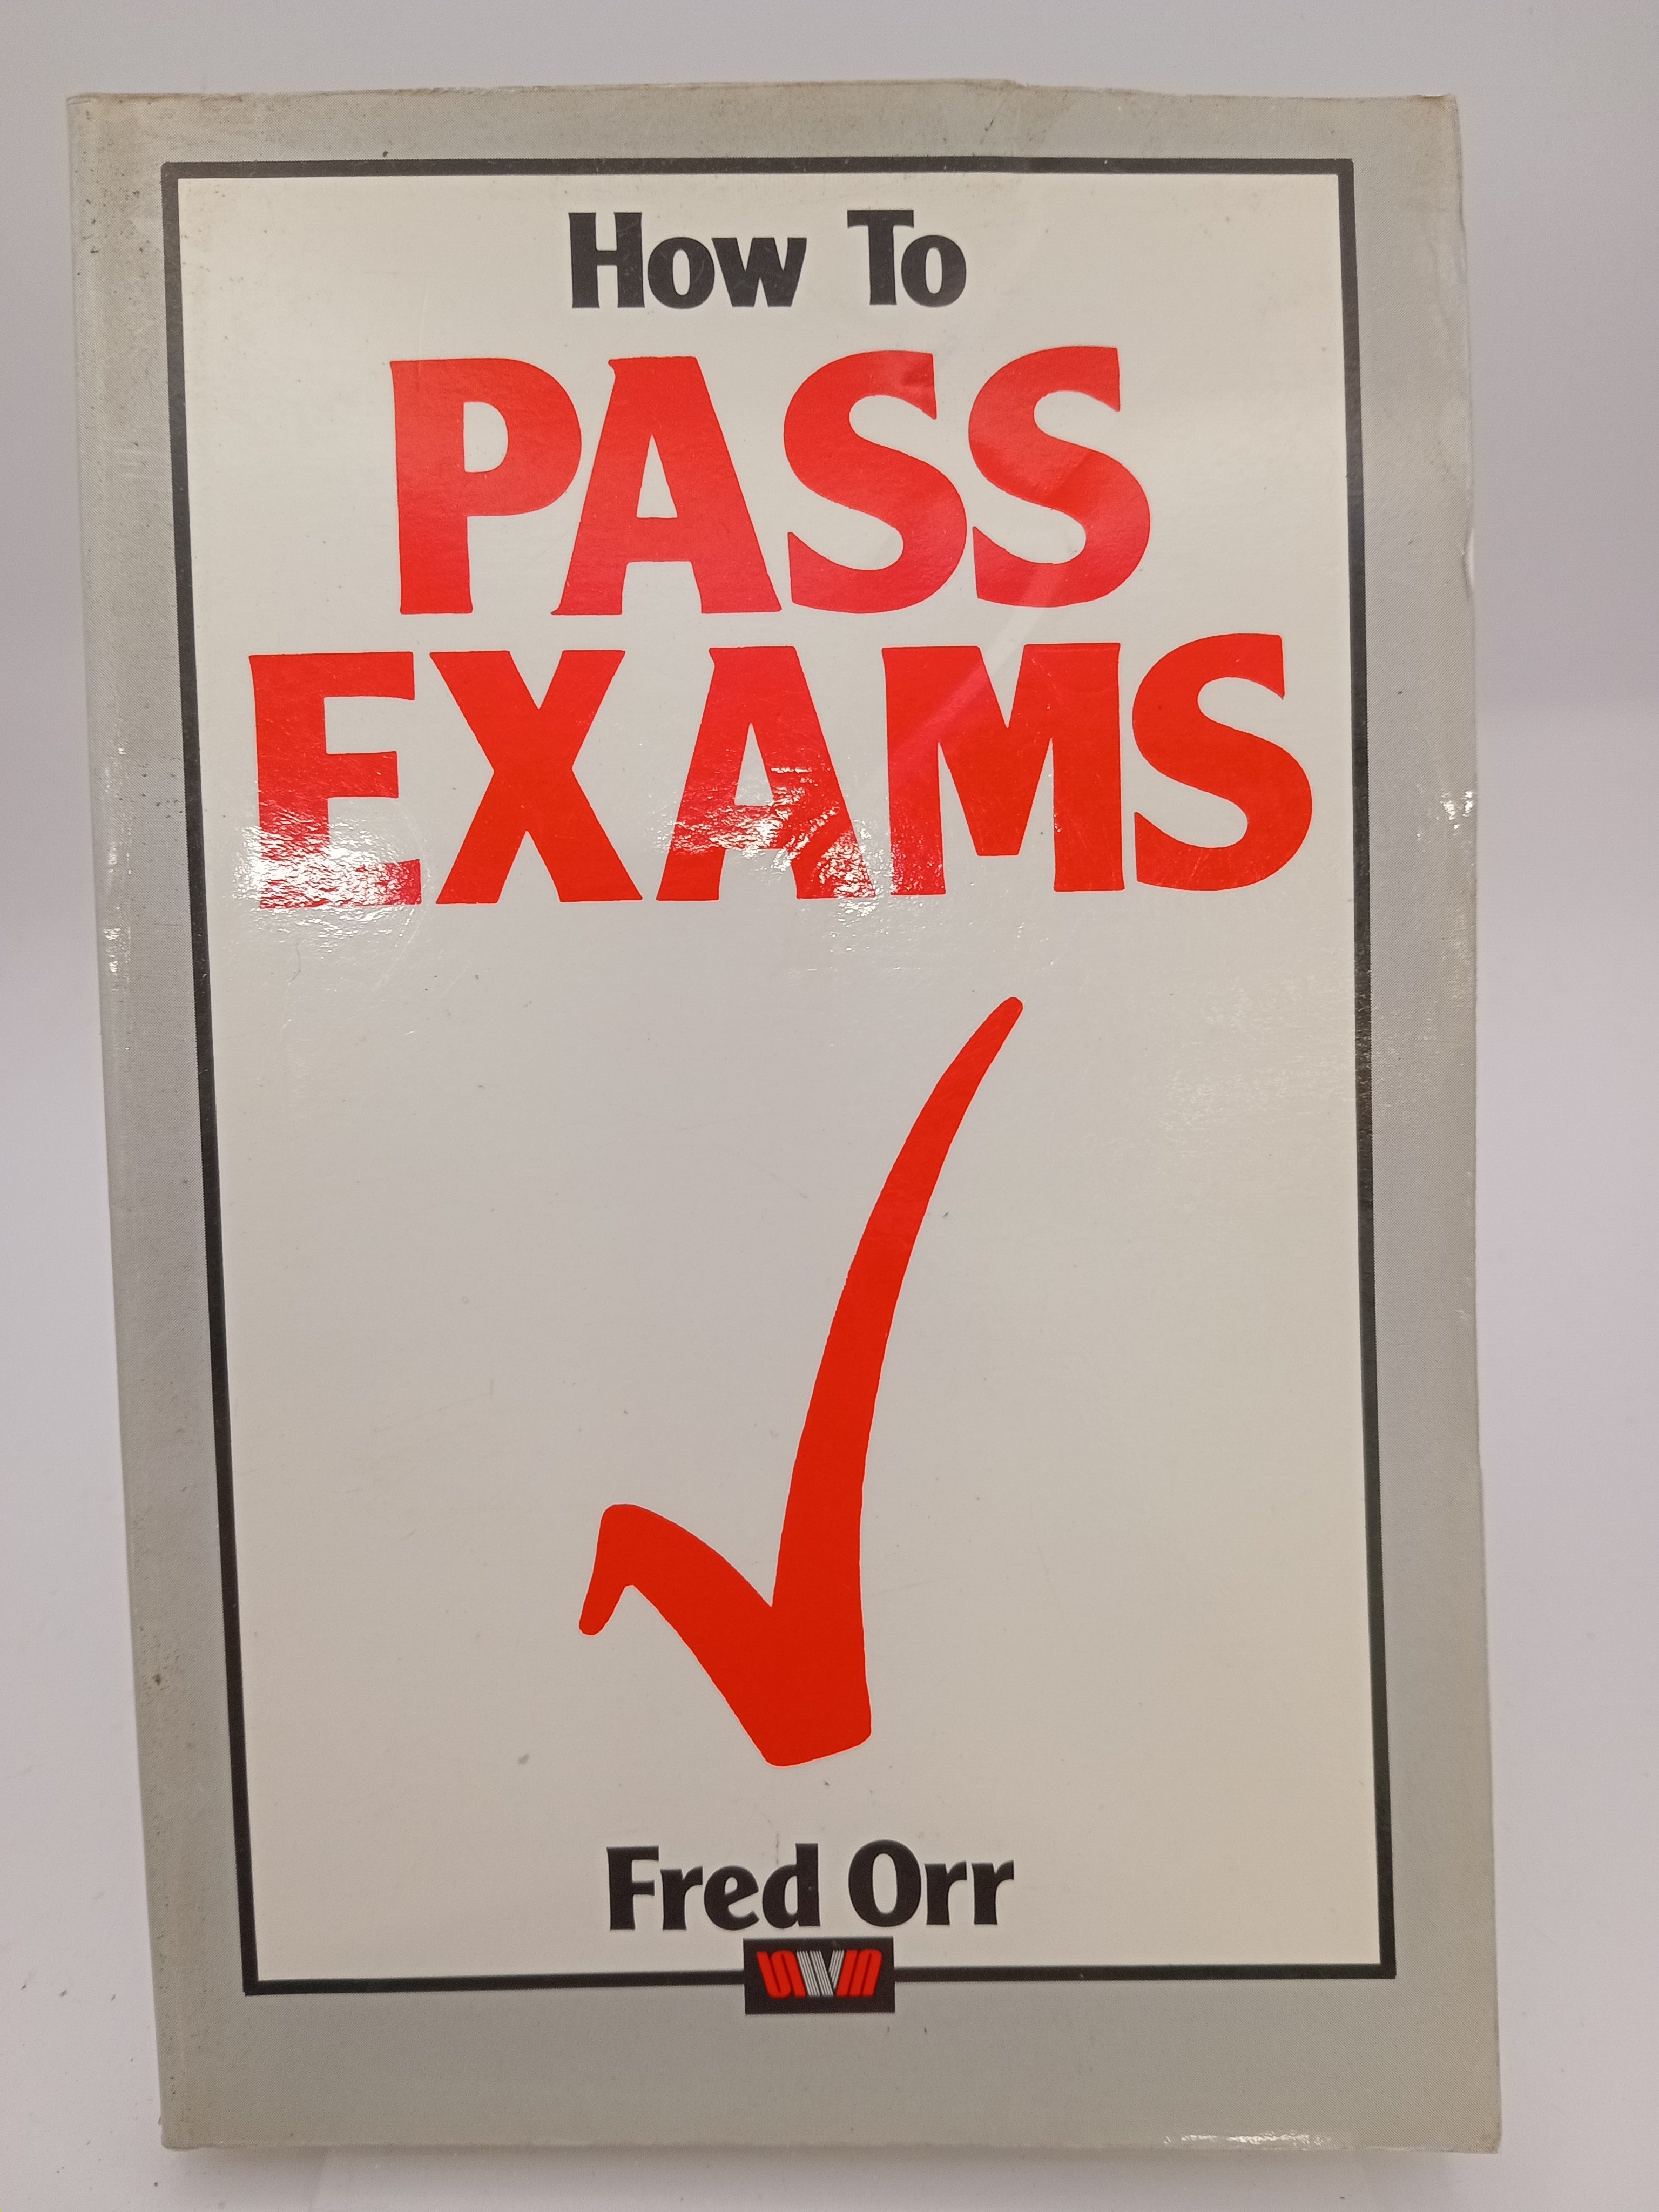 How To
PASS
EXAMS
Fred Orr